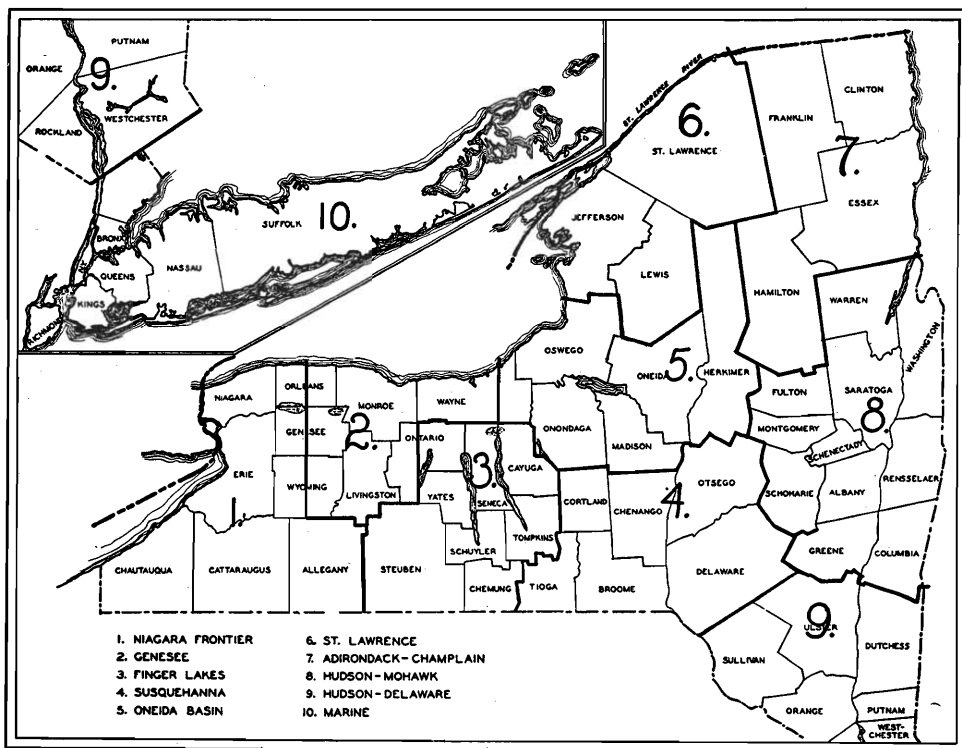 PUTNAM
ORANGE
9.
WESTCHESTER
ROCKLAND
BRONX
QUEENS
NASSAU
KINGS
RICHMOND
SUFFOLK
10.
ST. LAWRENCE RIVER
6.
ST. LAWRENCE
FRANKLIN
CLINTON
7.
ESSEX
JEFFERSON
LEWIS
HAMILTON
WARREN
WASHINGTON
OSWEGO
5.
ONEIDA
HERKIMER
FULTON
SARATOGA
8.
MONTGOMERY
SCHENECTADY
NIAGARA
ORLEANS
MONROE
WAYNE
GENESEE
2.
ONTARIO
3.
CAYUGA
ONONDAGA
MADISON
ERIE
WYOMING
LIVINGSTON
YATES
SENECA
CORTLAND
CHENANGO
4.
OTSEGO
SCHOHARIE
ALBANY
RENSSELAER
1
SCHUYLER
TOMPKINS
GREENE
COLUMBIA
CHAUTAUQUA
CATTARAUGUS
ALLEGANY
STEUBEN
CHEMUNG
TIOGA
BROOME
DELAWARE
9.
ULSTER
SULLIVAN
DUTCHESS
ORANGE
PUTNAM
WEST-
CHESTER
1. NIAGARA FRONTIER
2. GENESEE
3. FINGER LAKES
4. SUSQUEHANNA
5. ONEIDA BASIN
6. ST. LAWRENCE
7. ADIRONDACK-CHAMPLAIN
8. HUDSON-MOHAWK
9. HUDSON-DELAWARE
10. MARINE